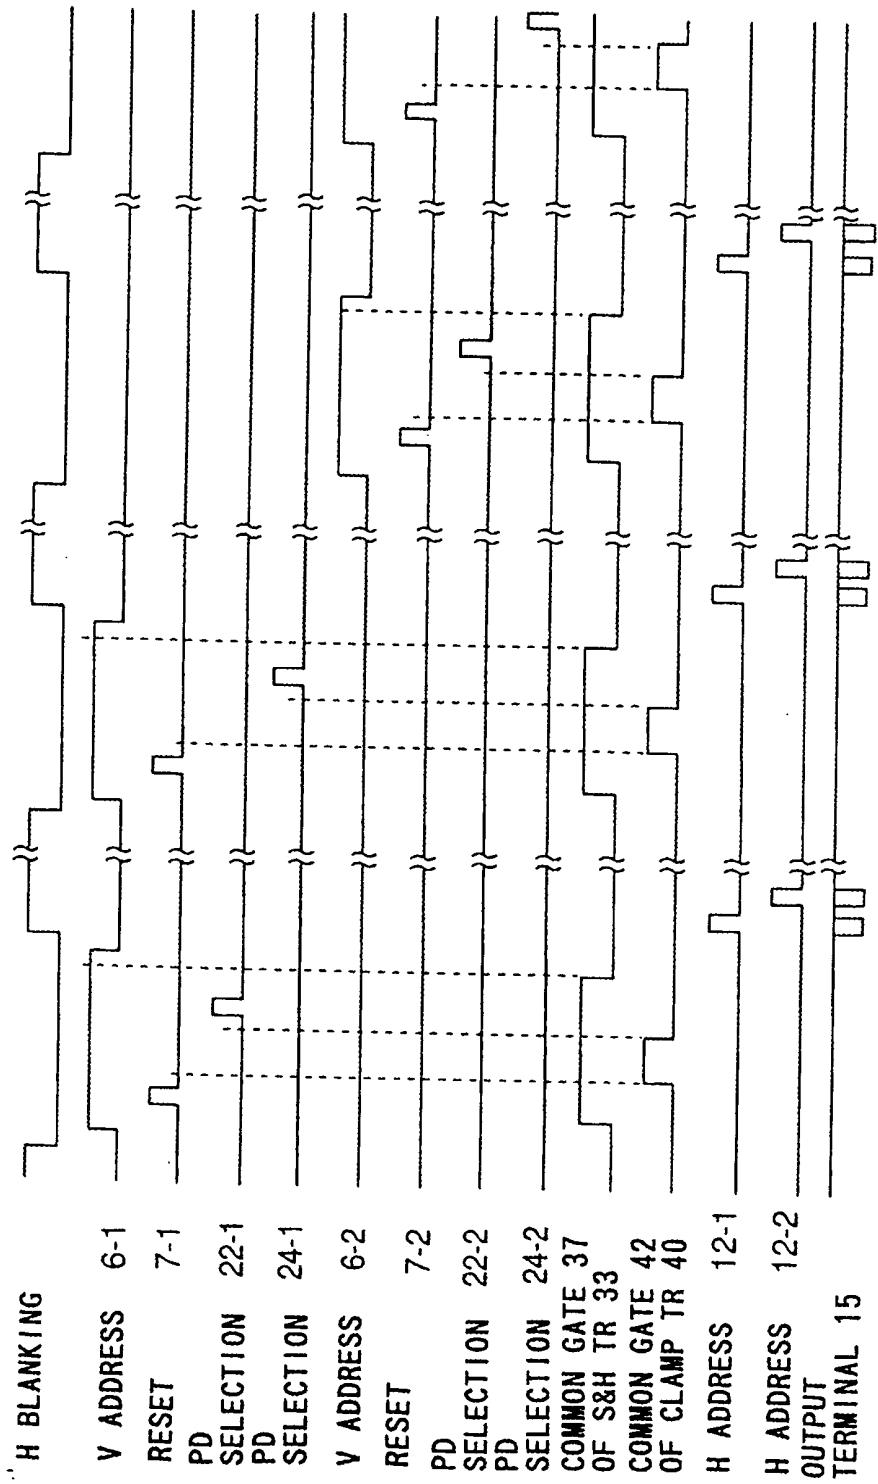 H BLANKING
V ADDRESS 6-1
RESET 7-1
PD
SELECTION 22-1
PD
SELECTION 24-1
V ADDRESS 6-2
RESET 7-2
PD
SELECTION 22-2
PD
SELECTION 24-2
COMMON GATE 37
OF S&H TR 33
COMMON GATE 42
OF CLAMP TR 40
H ADDRESS 12-1
H ADDRESS 12-2
OUTPUT
TERMINAL 15